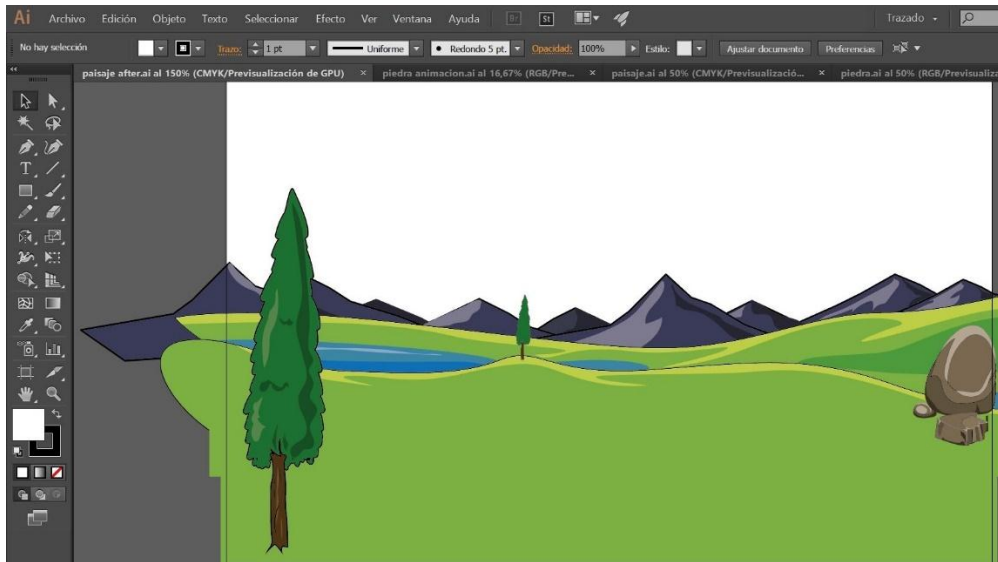 Ai Archivo Edición Objeto Texto Seleccionar Efecto Ver Ventana Ayuda Br St Trazado
No hay selección Trazo: 1 pt Uniforme Redondo 5 pt. Opacidad: 100% Estilo: Ajustar documento Preferencias
paisaje after.ai al 150% (CMYK/Previsualización de GPU) × piedra animacion.ai al 16,67% (RGB/Pre... × paisaje.ai al 50% (CMYK/Previsualizació... × piedra.ai al 50% (RGB/Previsualiza